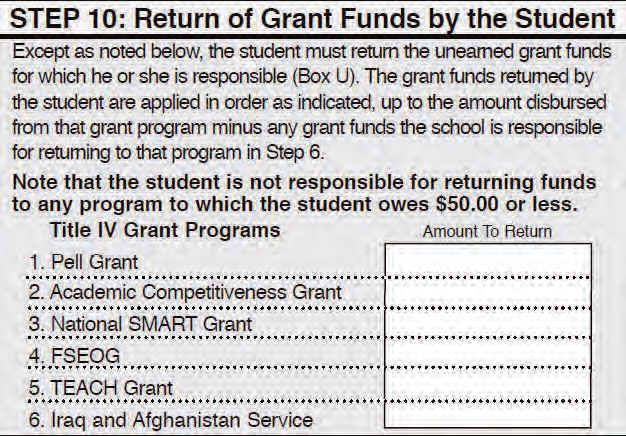 STEP 10: Return of Grant Funds by the Student
Except as noted below, the student must return the unearned grant funds
for which he or she is responsible (Box U). The grant funds returned by
the student are applied in order as indicated, up to the amount disbursed
from that grant program minus any grant funds the school is responsible
for returning to that program in Step 6.
Note that the student is not responsible for returning funds
to any program to which the student owes $50.00 or less.
Title IV Grant Programs Amount To Return
1. Pell Grant
2. Academic Competitiveness Grant
3. National SMART Grant
4. FSEOG
5. TEACH Grant
6. Iraq and Afghanistan Service